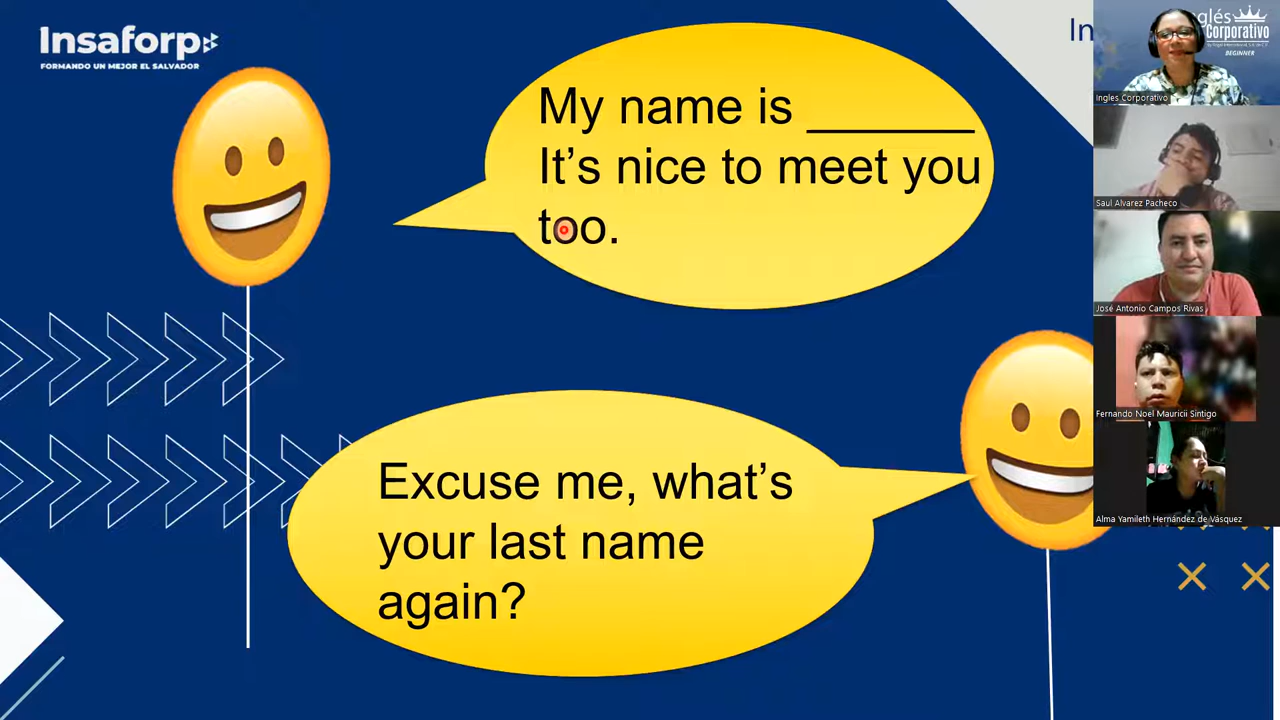 Insaforp
FORMANDO UN MEJOR EL SALVADOR
My name is ______
It’s nice to meet you
too.
Excuse me, what’s
your last name
again?
In
Inglés
Corporativo
BEGINNER
Ingles Corporativo
Saul Alvarez Pacheco
José Antonio Campos Rivas
Fernando Noel Mauricii Sintigo
Alma Yamileth Hernández de Vásquez